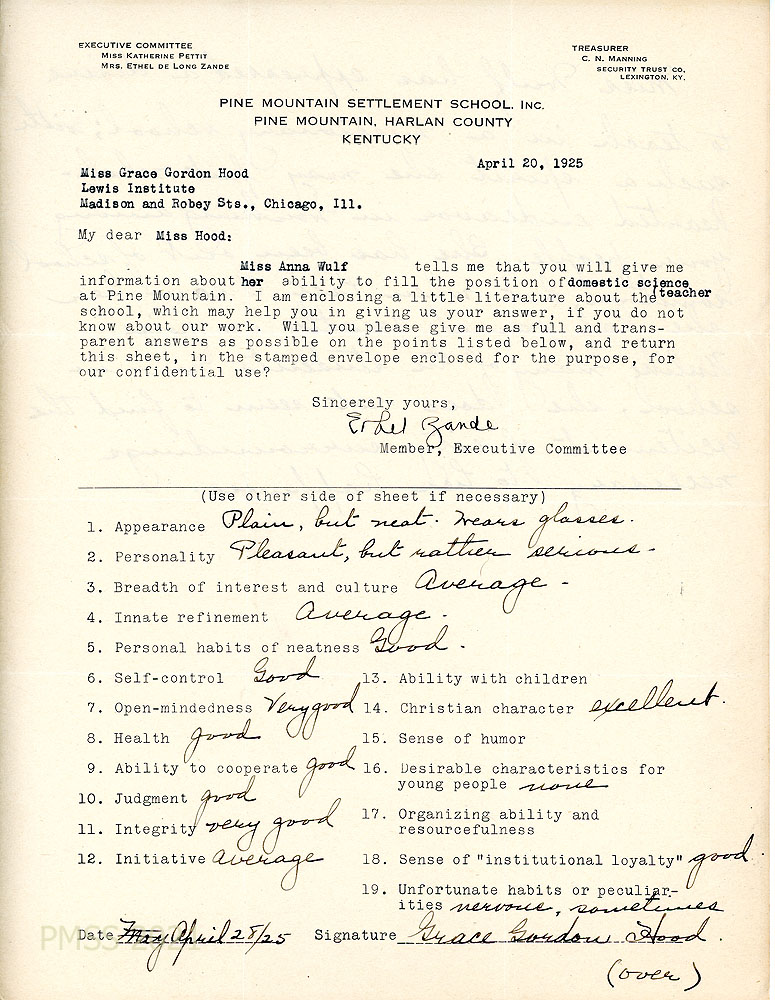 EXECUTIVE COMMITTEE
MISS KATHERINE PETTIT
MRS. ETHEL DE LONG ZANDE
TREASURER
C. N. MANNING
SECURITY TRUST CO.
LEXINGTON, KY.
PINE MOUNTAIN SETTLEMENT SCHOOL, INC.
PINE MOUNTAIN, HARLAN COUNTY
KENTUCKY
April 20, 1925
Miss Grace Gordon Hood
Lewis Institute
Madison and Robey Sts., Chicago, Ill.
My dear Miss Hood:
Miss Anna Wulf tells me that you will give me
information about her ability to fill the position of domestic science
teacher
at Pine Mountain. I am enclosing a little literature about the
school, which may help you in giving us your answer, if you do not
know about our work. Will you please give me as full and trans-
parent answers as possible on the points listed below, and return
this sheet, in the stamped envelope enclosed for the purpose, for
our confidential use?
Sincerely yours,
Ethel Zande
Member, Executive Committee
(Use other side of sheet if necessary)
1. Appearance Plain, but neat. Wears glasses.
2. Personality Pleasant, but rather serious.
3. Breadth of interest and culture Average.
4. Innate refinement Average.
5. Personal habits of neatness Good.
6. Self-control Good
7. Open-mindedness Very good
8. Health good
9. Ability to cooperate good
10. Judgment good
11. Integrity very good
12. Initiative average
13. Ability with children
14. Christian character excellent.
15. Sense of humor
16. Desirable characteristics for
young people none
17. Organizing ability and
resourcefulness
18. Sense of "institutional loyalty" good.
19. Unfortunate habits or peculiar-
ities nervous, sometimes
Date May April 28/25 Signature Grace Gordon Hood
(over)